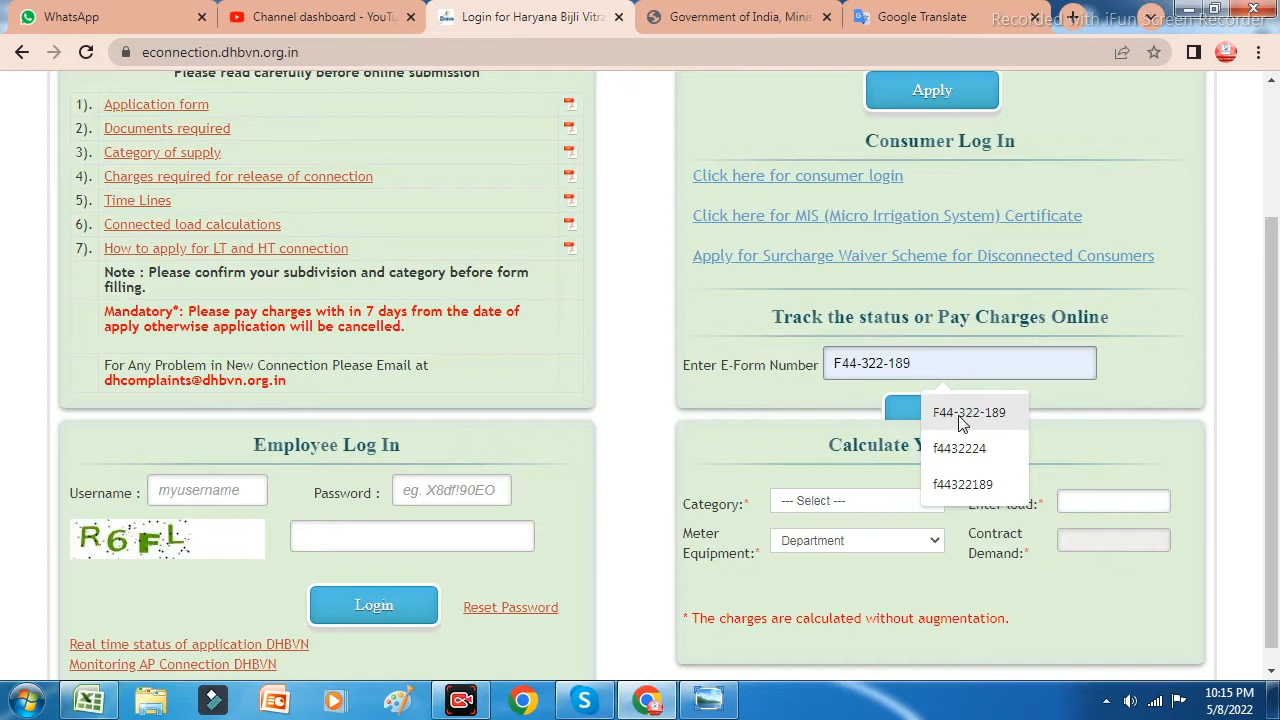 WhatsApp
Channel dashboard - YouTu
Login for Haryana Bijli Vitra
Government of India, Minis
Google Translate
Recorded with iFun Screen Recorder
econnection.dhbvn.org.in
Please read carefully before online submission
1). Application form
2). Documents required
3). Category of supply
4). Charges required for release of connection
5). Time Lines
6). Connected load calculations
7). How to apply for LT and HT connection
Note : Please confirm your subdivision and category before form
filling.
Mandatory*: Please pay charges with in 7 days from the date of
apply otherwise application will be cancelled.
For Any Problem in New Connection Please Email at
dhcomplaints@dhbvn.org.in
Apply
Consumer Log In
Click here for consumer login
Click here for MIS (Micro Irrigation System) Certificate
Apply for Surcharge Waiver Scheme for Disconnected Consumers
Track the status or Pay Charges Online
Enter E-Form Number F44-322-189
F44-322-189
f4432224
f44322189
Employee Log In
Username : myusername Password : eg. X8df!90EO
R6FL
Login Reset Password
Real time status of application DHBVN
Monitoring AP Connection DHBVN
Calculate Y
Category:* --- Select --- Enter load:*
Meter
Equipment:* Department Contract
Demand:*
* The charges are calculated without augmentation.
10:15 PM
5/8/2022